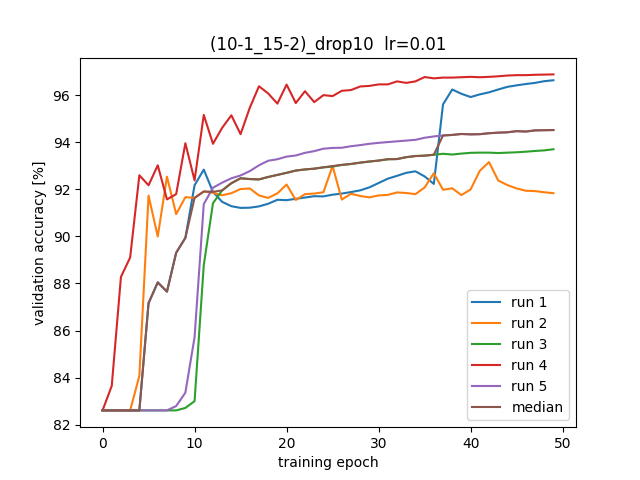 (10-1_15-2)_drop10  lr=0.01
validation accuracy [%]
96
94
92
90
88
86
84
82
0
10
20
30
40
50
training epoch
run 1
run 2
run 3
run 4
run 5
median